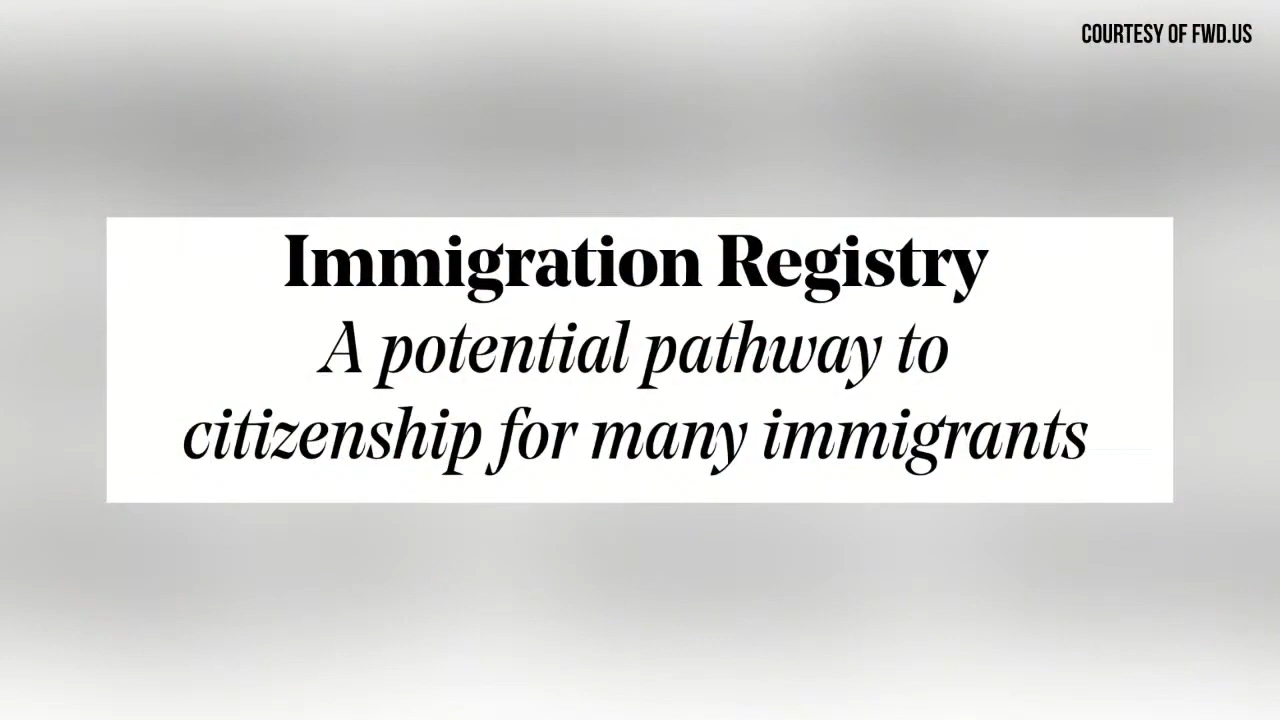 COURTESY OF FWD.US
Immigration Registry
A potential pathway to
citizenship for many immigrants